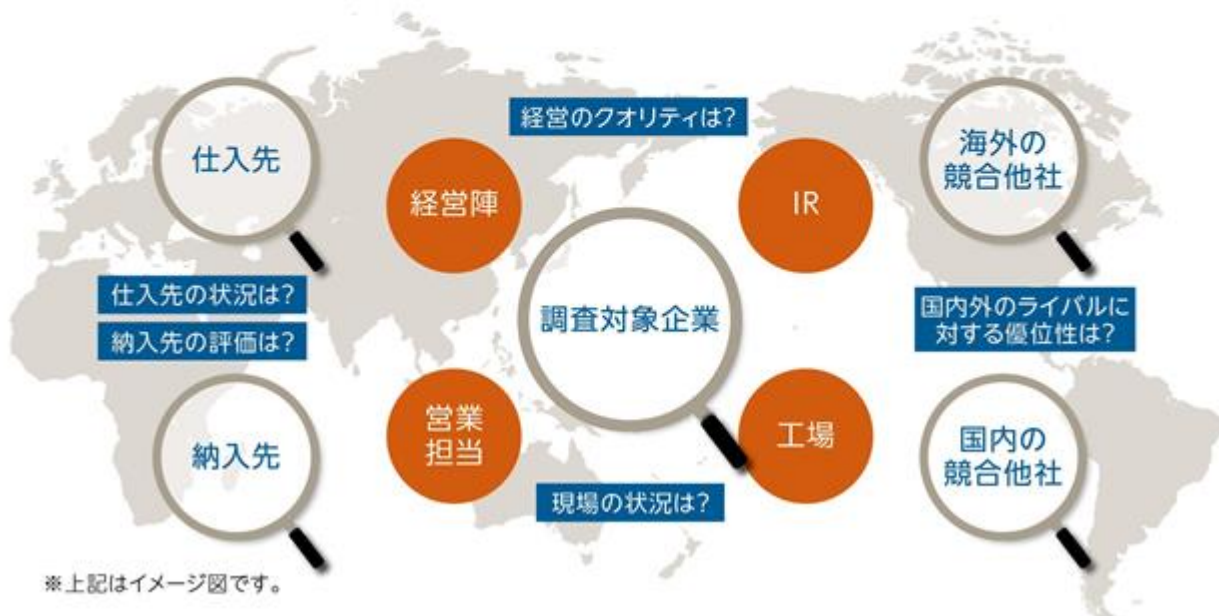 経営のクオリティは?
仕入先
経営陣
IR
海外の
競合他社
仕入先の状況は?
納入先の評価は?
調査対象企業
国内外のライバルに
対する優位性は?
納入先
営業
担当
工場
国内の
競合他社
現場の状況は?
※上記はイメージ図です。